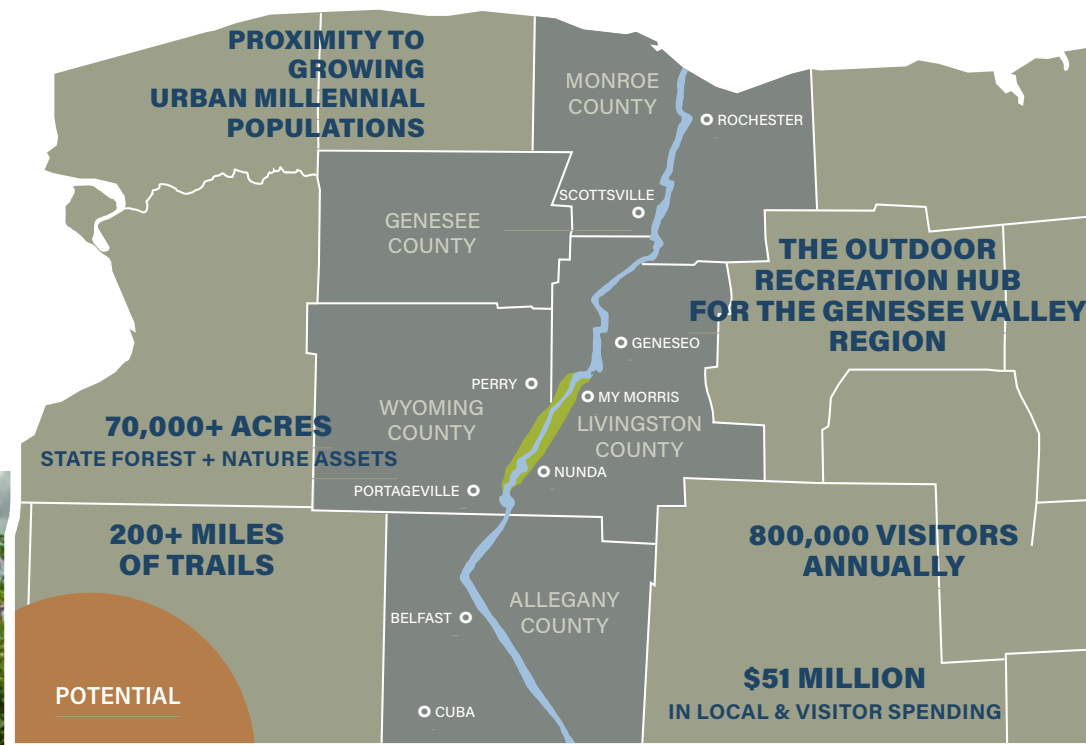 PROXIMITY TO
GROWING
URBAN MILLENNIAL
POPULATIONS
MONROE
COUNTY
ROCHESTER
SCOTTSVILLE
GENESEE
COUNTY
THE OUTDOOR
RECREATION HUB
FOR THE GENESEE VALLEY
REGION
GENESEO
PERRY
MY MORRIS
WYOMING
COUNTY
LIVINGSTON
COUNTY
70,000+ ACRES
STATE FOREST + NATURE ASSETS
NUNDA
PORTAGEVILLE
200+ MILES
OF TRAILS
800,000 VISITORS
ANNUALLY
ALLEGANY
COUNTY
BELFAST
$51 MILLION
IN LOCAL & VISITOR SPENDING
POTENTIAL
CUBA